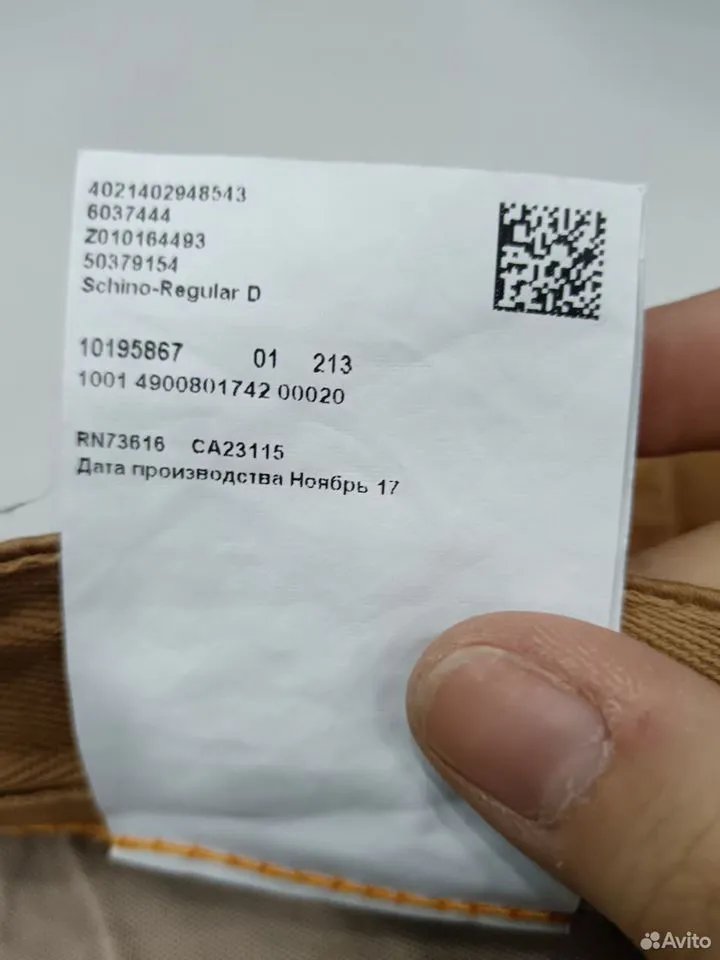 4021402948543
6037444
Z010164493
50379154
Schino-Regular D
10195867 01 213
1001 4900801742 00020
RN73616 CA23115
Дата производства Ноябрь 17
Avito